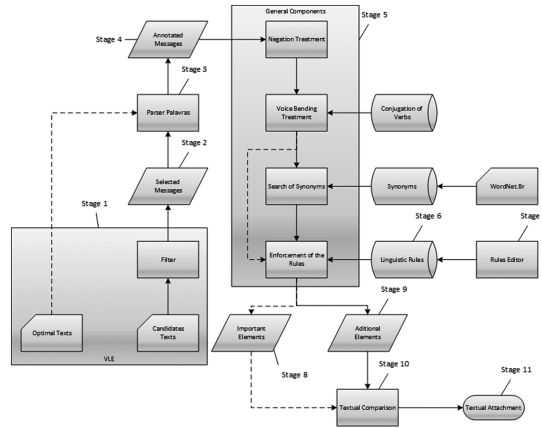 General Components
Stage 4
Annotated
Messages
Negation Treatment
Stage 5
Stage 3
Parser Palavras
Voice Bending
Treatment
Conjugation
of Verbs
Stage 2
Selected
Messages
Search of Synonyms
Synonyms
WordNet.Br
Stage 1
Stage 6
Stage
Filter
Enforcement of the
Rules
Linguistic Rules
Rules Editor
Stage 9
Optimal Texts
Candidates
Texts
Important
Elements
Aditional
Elements
VLE
Stage 8
Stage 10
Stage 11
Textual Comparison
Textual Attachment